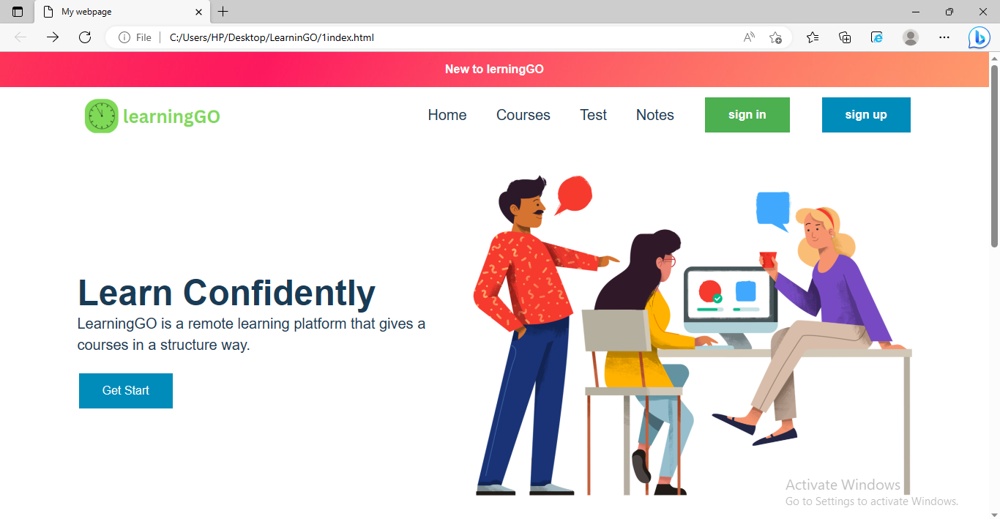 My webpage
File C:/Users/HP/Desktop/LearninGO/1index.html
New to lerningGO
learningGO Home Courses Test Notes sign in sign up
Learn Confidently
LearningGO is a remote learning platform that gives a
courses in a structure way.
Get Start
Activate Windows
Go to Settings to activate Windows.